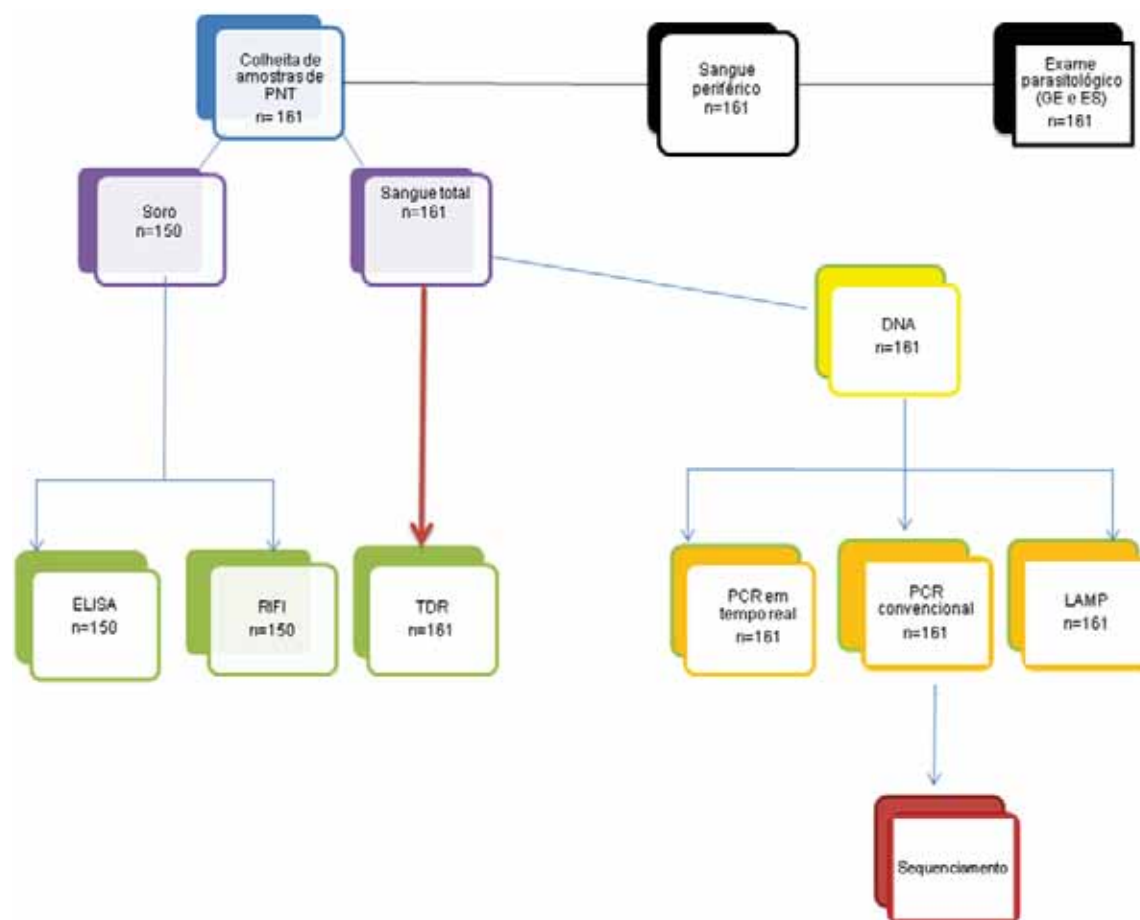 Colheita de
amostras de
PNT
n= 161
Sangue
periférico
n=161
Exame
parasitológico
(GE e ES)
n=161
Soro
n=150
Sangue total
n=161
DNA
n=161
ELISA
n=150
RIFI
n=150
TDR
n=161
PCR em
tempo real
n=161
PCR
convencional
n=161
LAMP
n=161
Sequenciamento